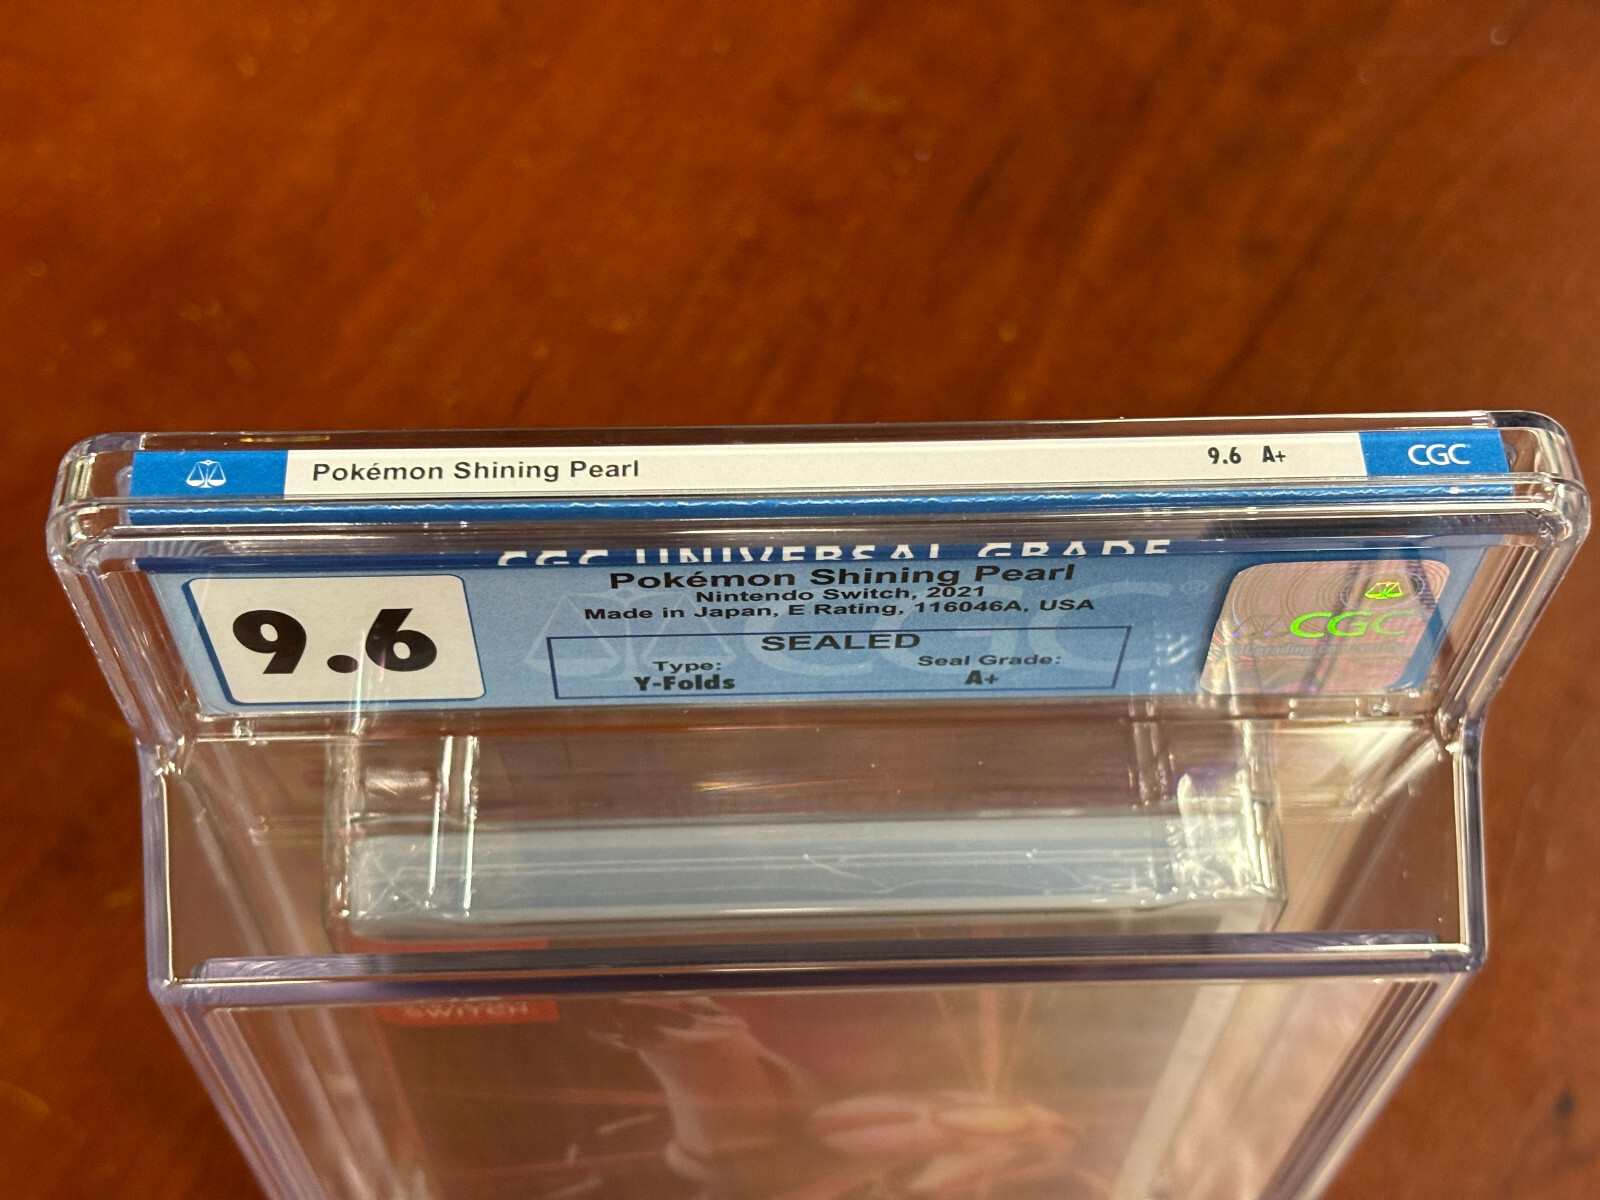 Pokémon Shining Pearl 9.6 A+ CGC
CGC UNIVERSAL GRADE
9.6
Pokémon Shining Pearl
Nintendo Switch, 2021
Made in Japan, E Rating, 116046A, USA
SEALED
Type: Seal Grade:
Y-Folds A+
CGC
SWITCH